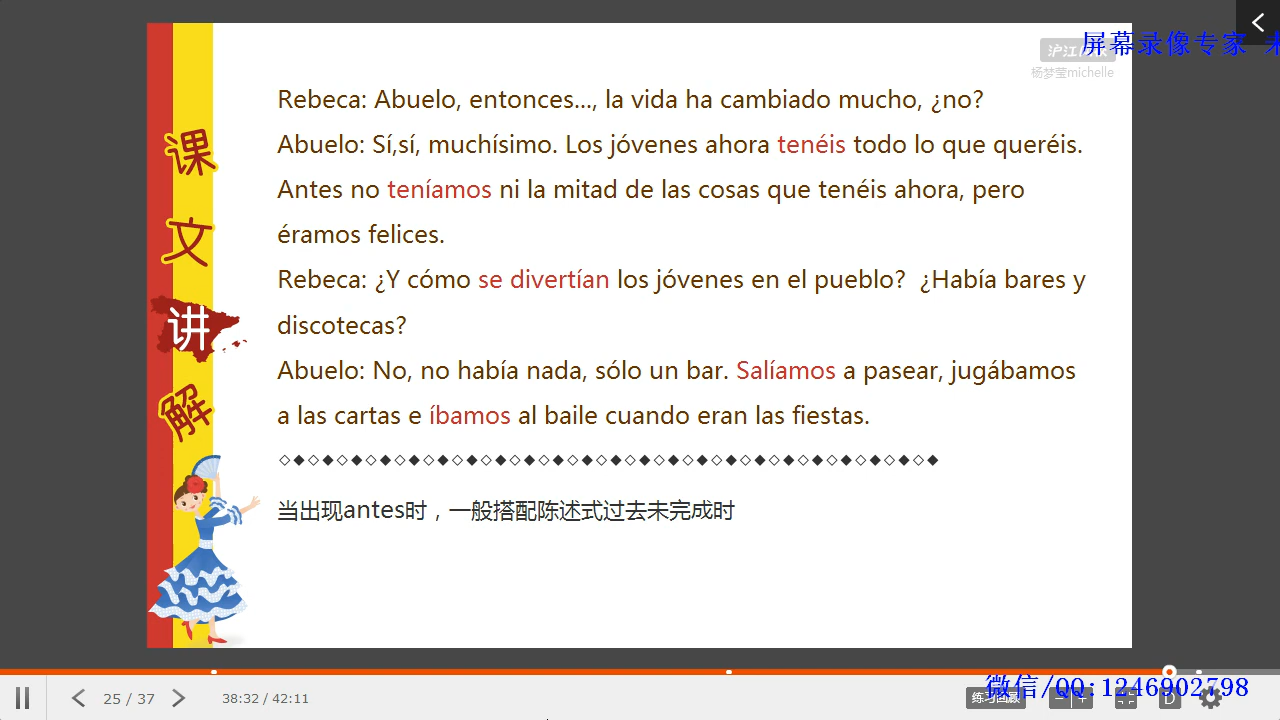 屏幕录像专家
杨梦莹michelle
Rebeca: Abuelo, entonces..., la vida ha cambiado mucho, ¿no?
Abuelo: Sí,sí, muchísimo. Los jóvenes ahora tenéis todo lo que queréis.
Antes no teníamos ni la mitad de las cosas que tenéis ahora, pero
éramos felices.
Rebeca: ¿Y cómo se divertían los jóvenes en el pueblo? ¿Había bares y
discotecas?
Abuelo: No, no había nada, sólo un bar. Salíamos a pasear, jugábamos
a las cartas e íbamos al baile cuando eran las fiestas.
当出现antes时，一般搭配陈述式过去未完成时
课
文
讲
解
25 / 37
38:32 / 42:11
微信/QQ:1246902798